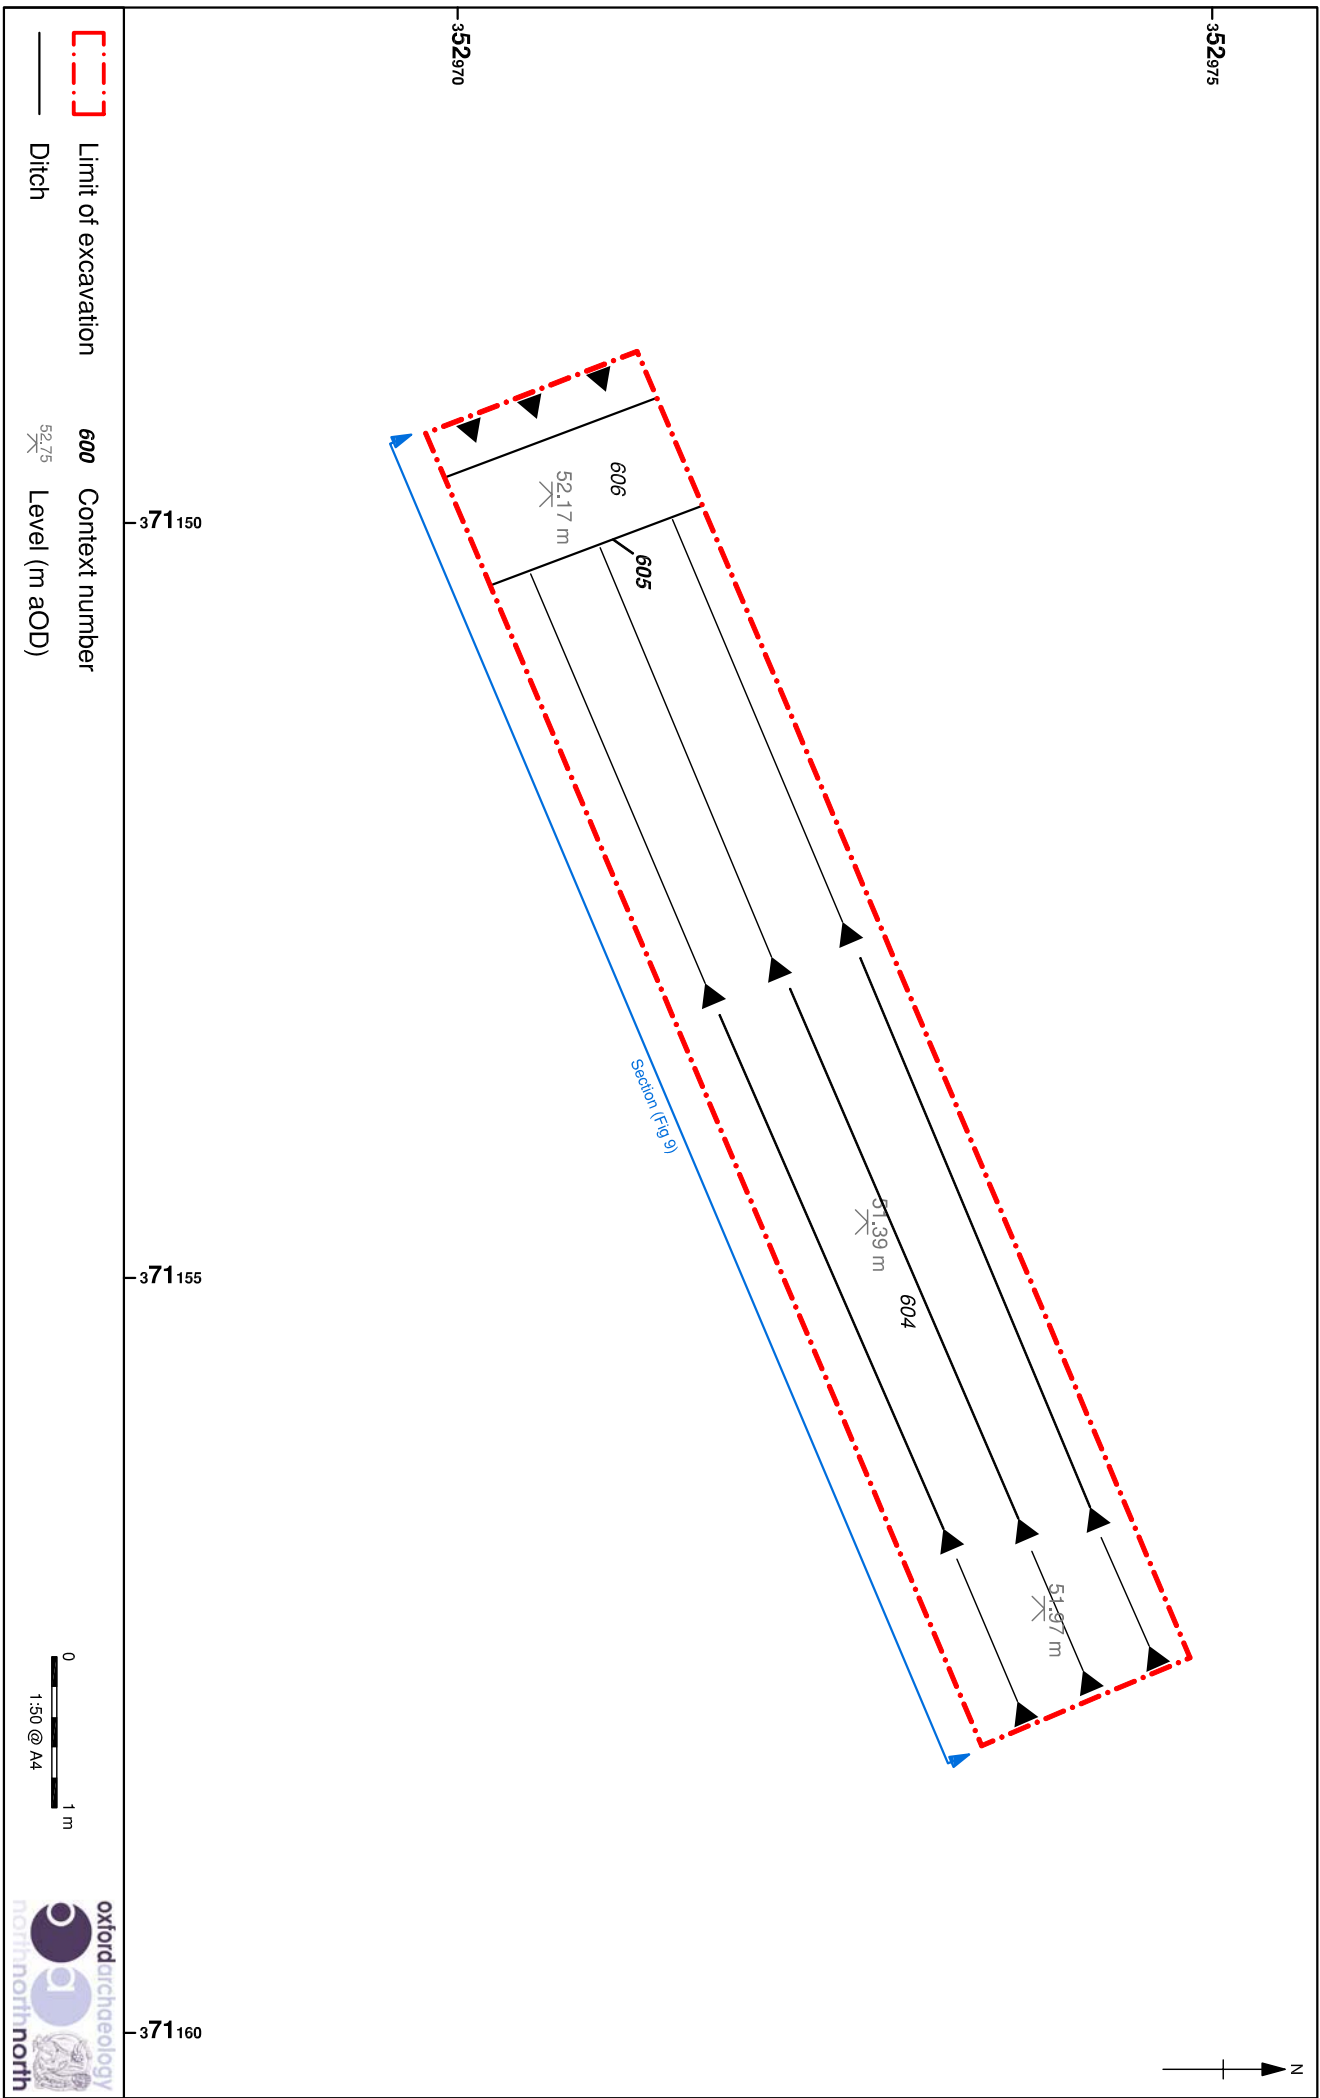 N
352975
352970
606
52.17 m
605
Section (Fig 9)
51.39 m
604
51.97 m
371150
371155
371160
Limit of excavation
600 Context number
Ditch
52.75 Level (m aOD)
0 1 m
1:50 @ A4
oxfordarchaeology
northnorthnorth